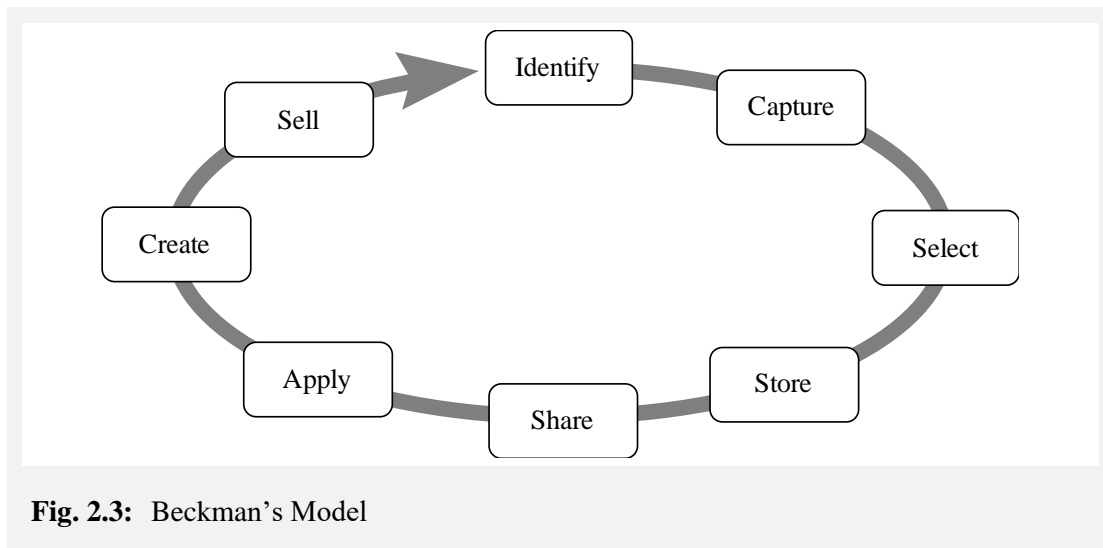 Identify
Capture
Select
Store
Share
Apply
Create
Sell
Fig. 2.3: Beckman’s Model